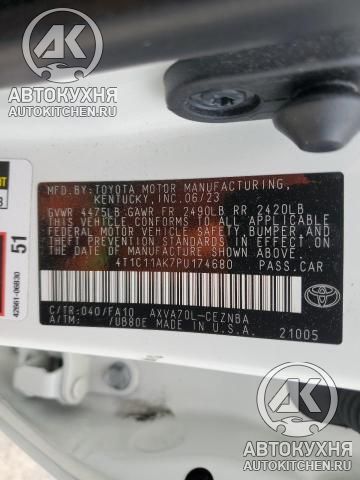 AK
АВТОКУХНЯ
AUTOKITCHEN.RU
51
42661-06830
MFD.BY:TOYOTA MOTOR MANUFACTURING,
KENTUCKY, INC. 06/23
GVWR 4475LB GAWR FR 2490LB RR 2420LB
THIS VEHICLE CONFORMS TO ALL APPLICABLE
FEDERAL MOTOR VEHICLE SAFETY, BUMPER, AND
THEFT PREVENTION STANDARDS IN EFFECT ON
THE DATE OF MANUFACTURE SHOWN ABOVE.
4T1C11AK7PU174680 PASS.CAR
C/TR:040/FA10 AXVA70L-CEZNBA
A/TM: /UB80E MADE IN U.S.A.
21005
TOYOTA
AK
АВТОКУХНЯ
AUTOKITCHEN.RU